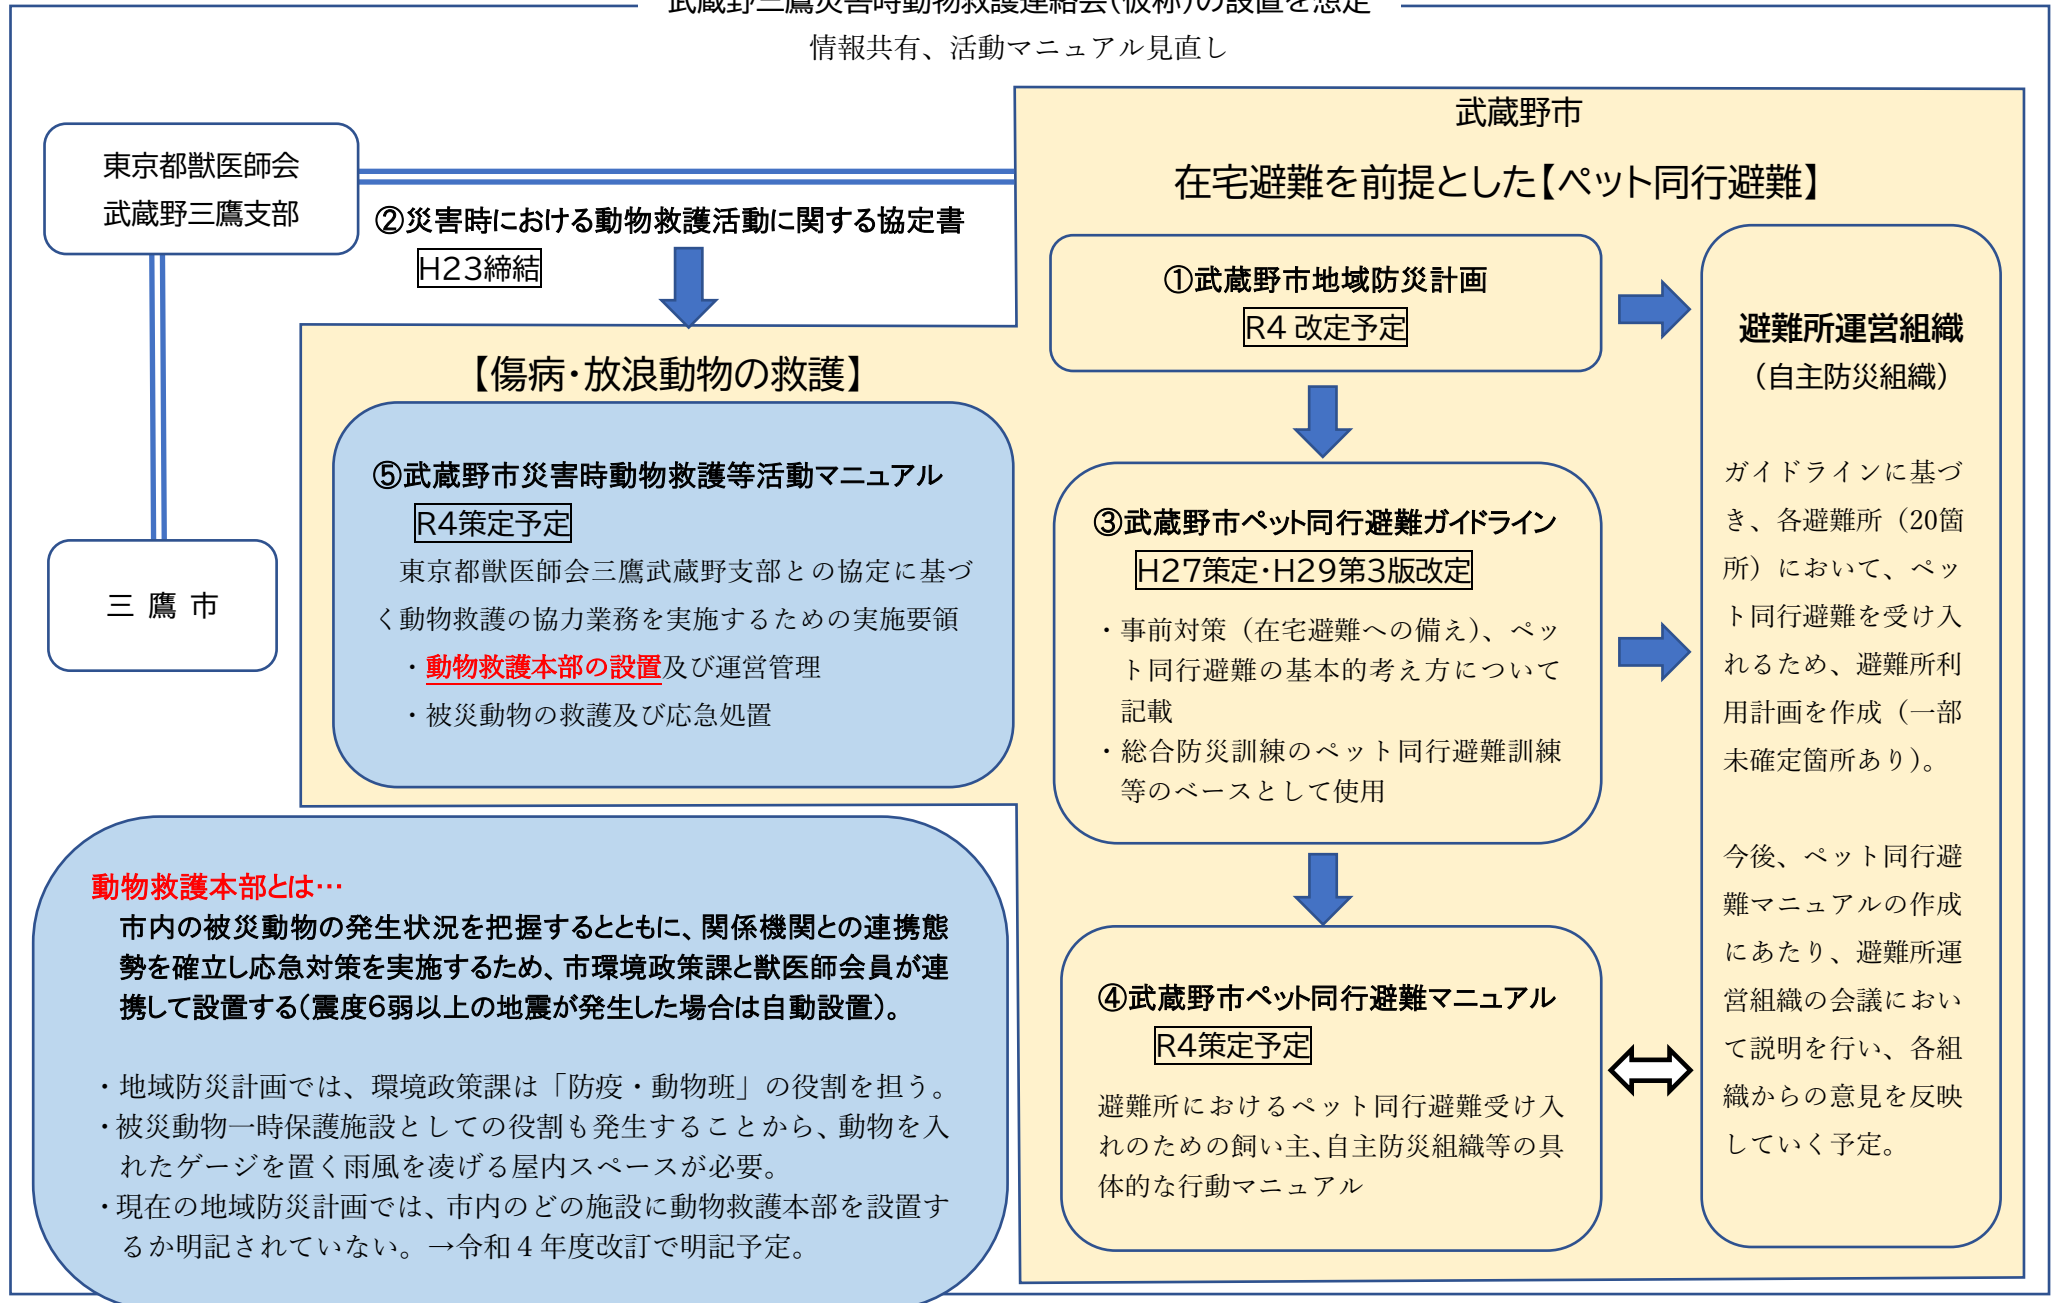 武蔵野三鷹災害時動物救護連絡会(仮称)の設置を想定
情報共有、活動マニュアル見直し
東京都獣医師会
武蔵野三鷹支部
②災害時における動物救護活動に関する協定書
H23締結
三 鷹 市
【傷病・放浪動物の救護】
⑤武蔵野市災害時動物救護等活動マニュアル
R4策定予定
東京都獣医師会三鷹武蔵野支部との協定に基づ
く動物救護の協力業務を実施するための実施要領
・動物救護本部の設置及び運営管理
・被災動物の救護及び応急処置
動物救護本部とは…
市内の被災動物の発生状況を把握するとともに、関係機関との連携態
勢を確立し応急対策を実施するため、市環境政策課と獣医師会員が連
携して設置する(震度6弱以上の地震が発生した場合は自動設置)。
・地域防災計画では、環境政策課は「防疫・動物班」の役割を担う。
・被災動物一時保護施設としての役割も発生することから、動物を入
れたゲージを置く雨風を凌げる屋内スペースが必要。
・現在の地域防災計画では、市内のどの施設に動物救護本部を設置す
るか明記されていない。→令和4年度改訂で明記予定。
武蔵野市
在宅避難を前提とした【ペット同行避難】
①武蔵野市地域防災計画
R4 改定予定
③武蔵野市ペット同行避難ガイドライン
H27策定・H29第3版改定
・事前対策（在宅避難への備え）、ペッ
ト同行避難の基本的考え方について
記載
・総合防災訓練のペット同行避難訓練
等のベースとして使用
④武蔵野市ペット同行避難マニュアル
R4策定予定
避難所におけるペット同行避難受け入
れのための飼い主、自主防災組織等の具
体的な行動マニュアル
避難所運営組織
（自主防災組織）
ガイドラインに基づ
き、各避難所（20箇
所）において、ペッ
ト同行避難を受け入
れるため、避難所利
用計画を作成（一部
未確定箇所あり）。
今後、ペット同行避
難マニュアルの作成
にあたり、避難所運
営組織の会議におい
て説明を行い、各組
織からの意見を反映
していく予定。